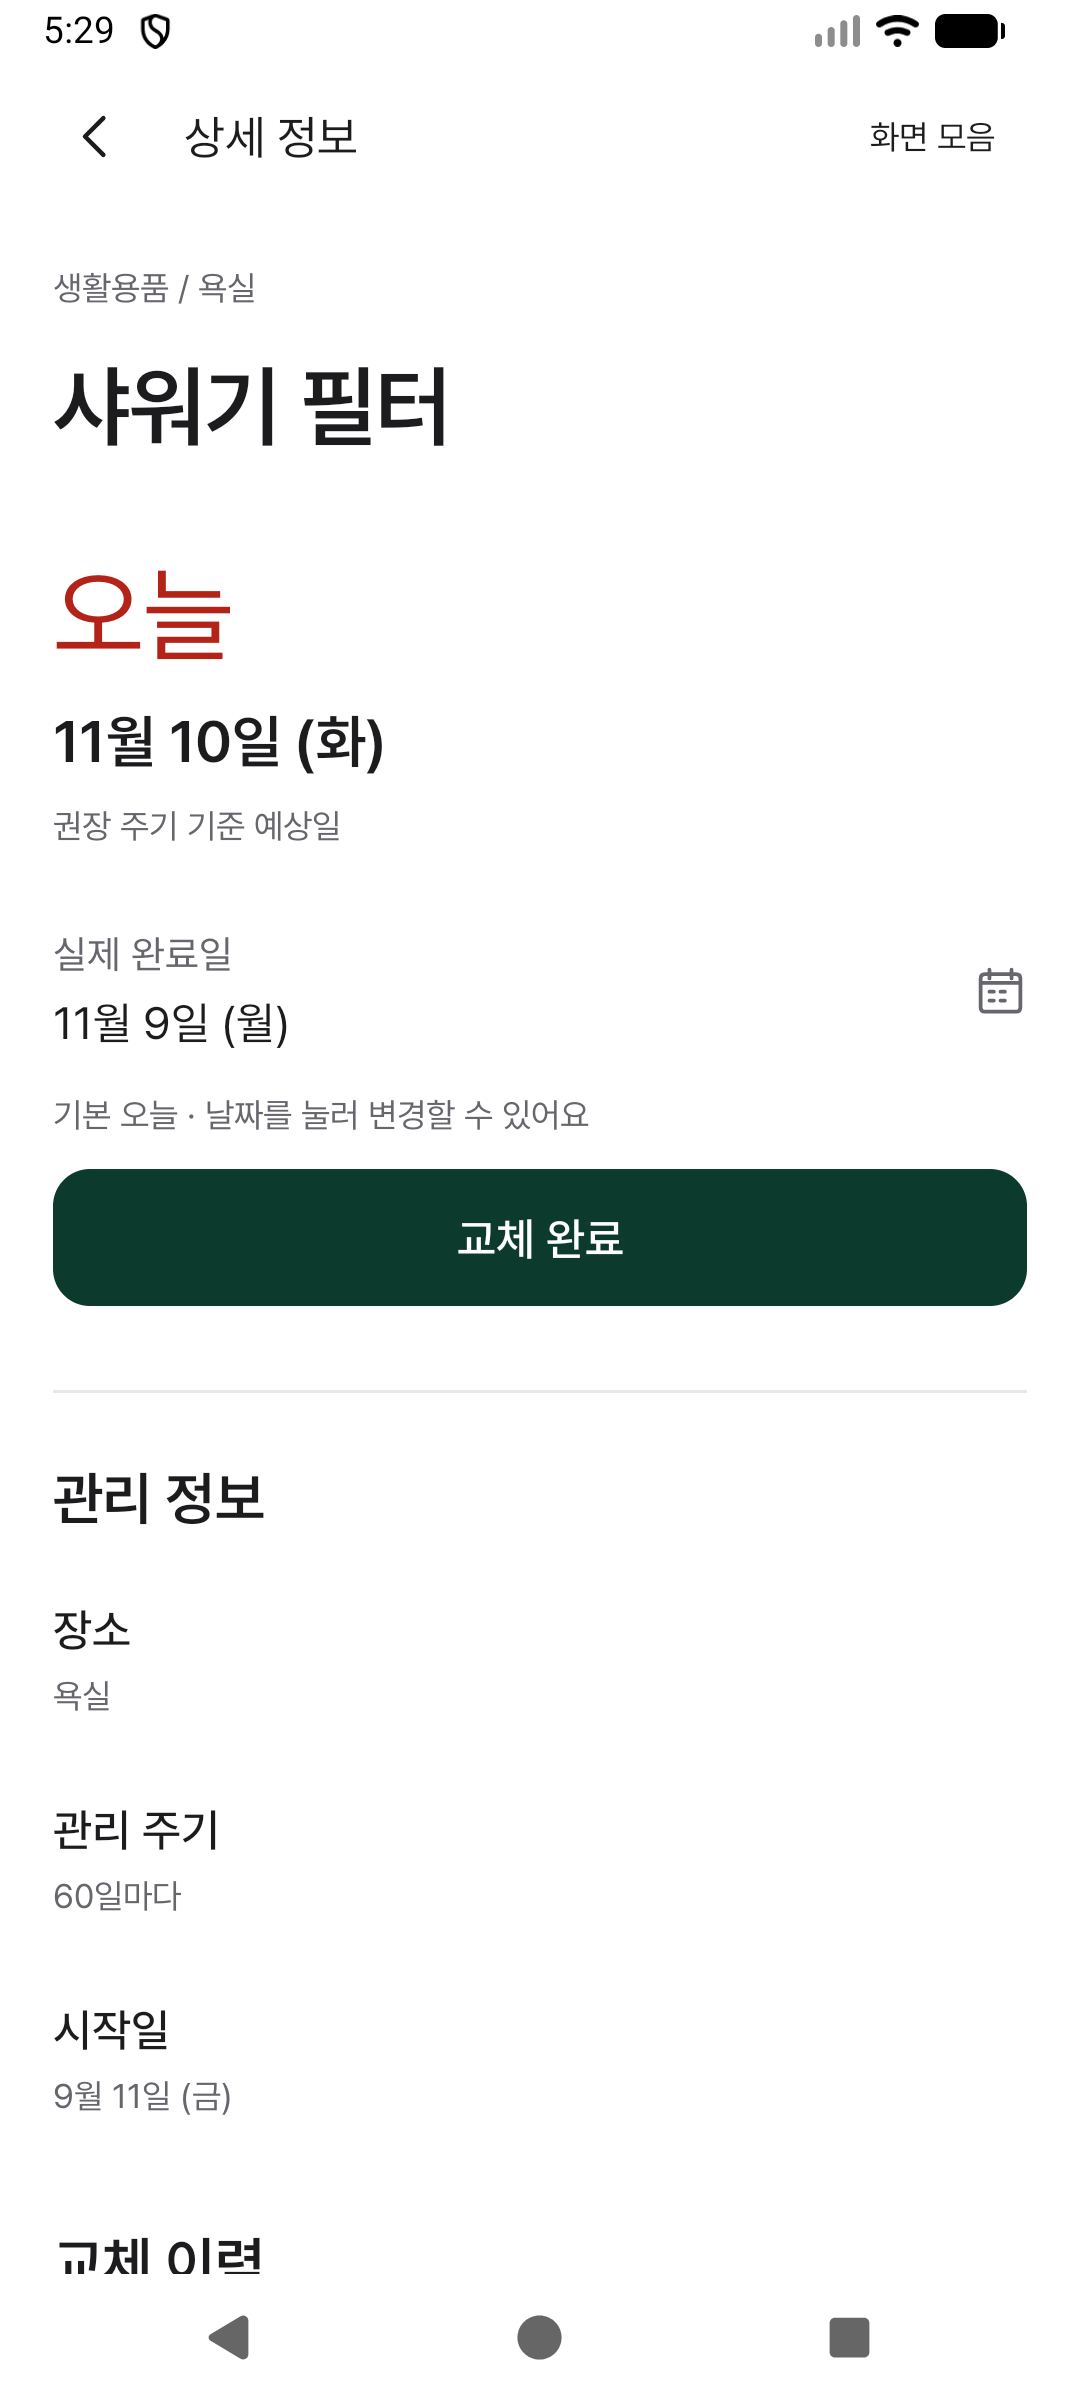 5:29
상세 정보
화면 모음
생활용품 / 욕실
샤워기 필터
오늘
11월 10일 (화)
권장 주기 기준 예상일
실제 완료일
11월 9일 (월)
기본 오늘 · 날짜를 눌러 변경할 수 있어요
교체 완료
관리 정보
장소
욕실
관리 주기
60일마다
시작일
9월 11일 (금)
교체 이력